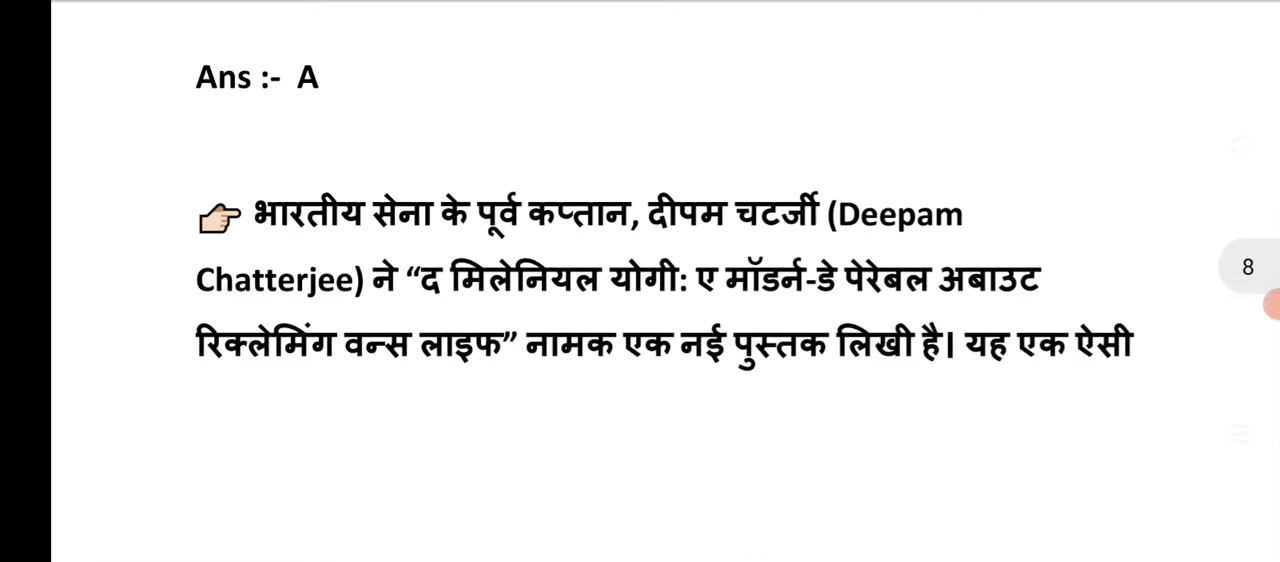 Ans :-  A
👉 भारतीय सेना के पूर्व कप्तान, दीपम चटर्जी (Deepam
Chatterjee) ने “द मिलेनियल योगी: ए मॉडर्न-डे पेरेबल अबाउट
रिक्लेमिंग वन्स लाइफ” नामक एक नई पुस्तक लिखी है। यह एक ऐसी
8